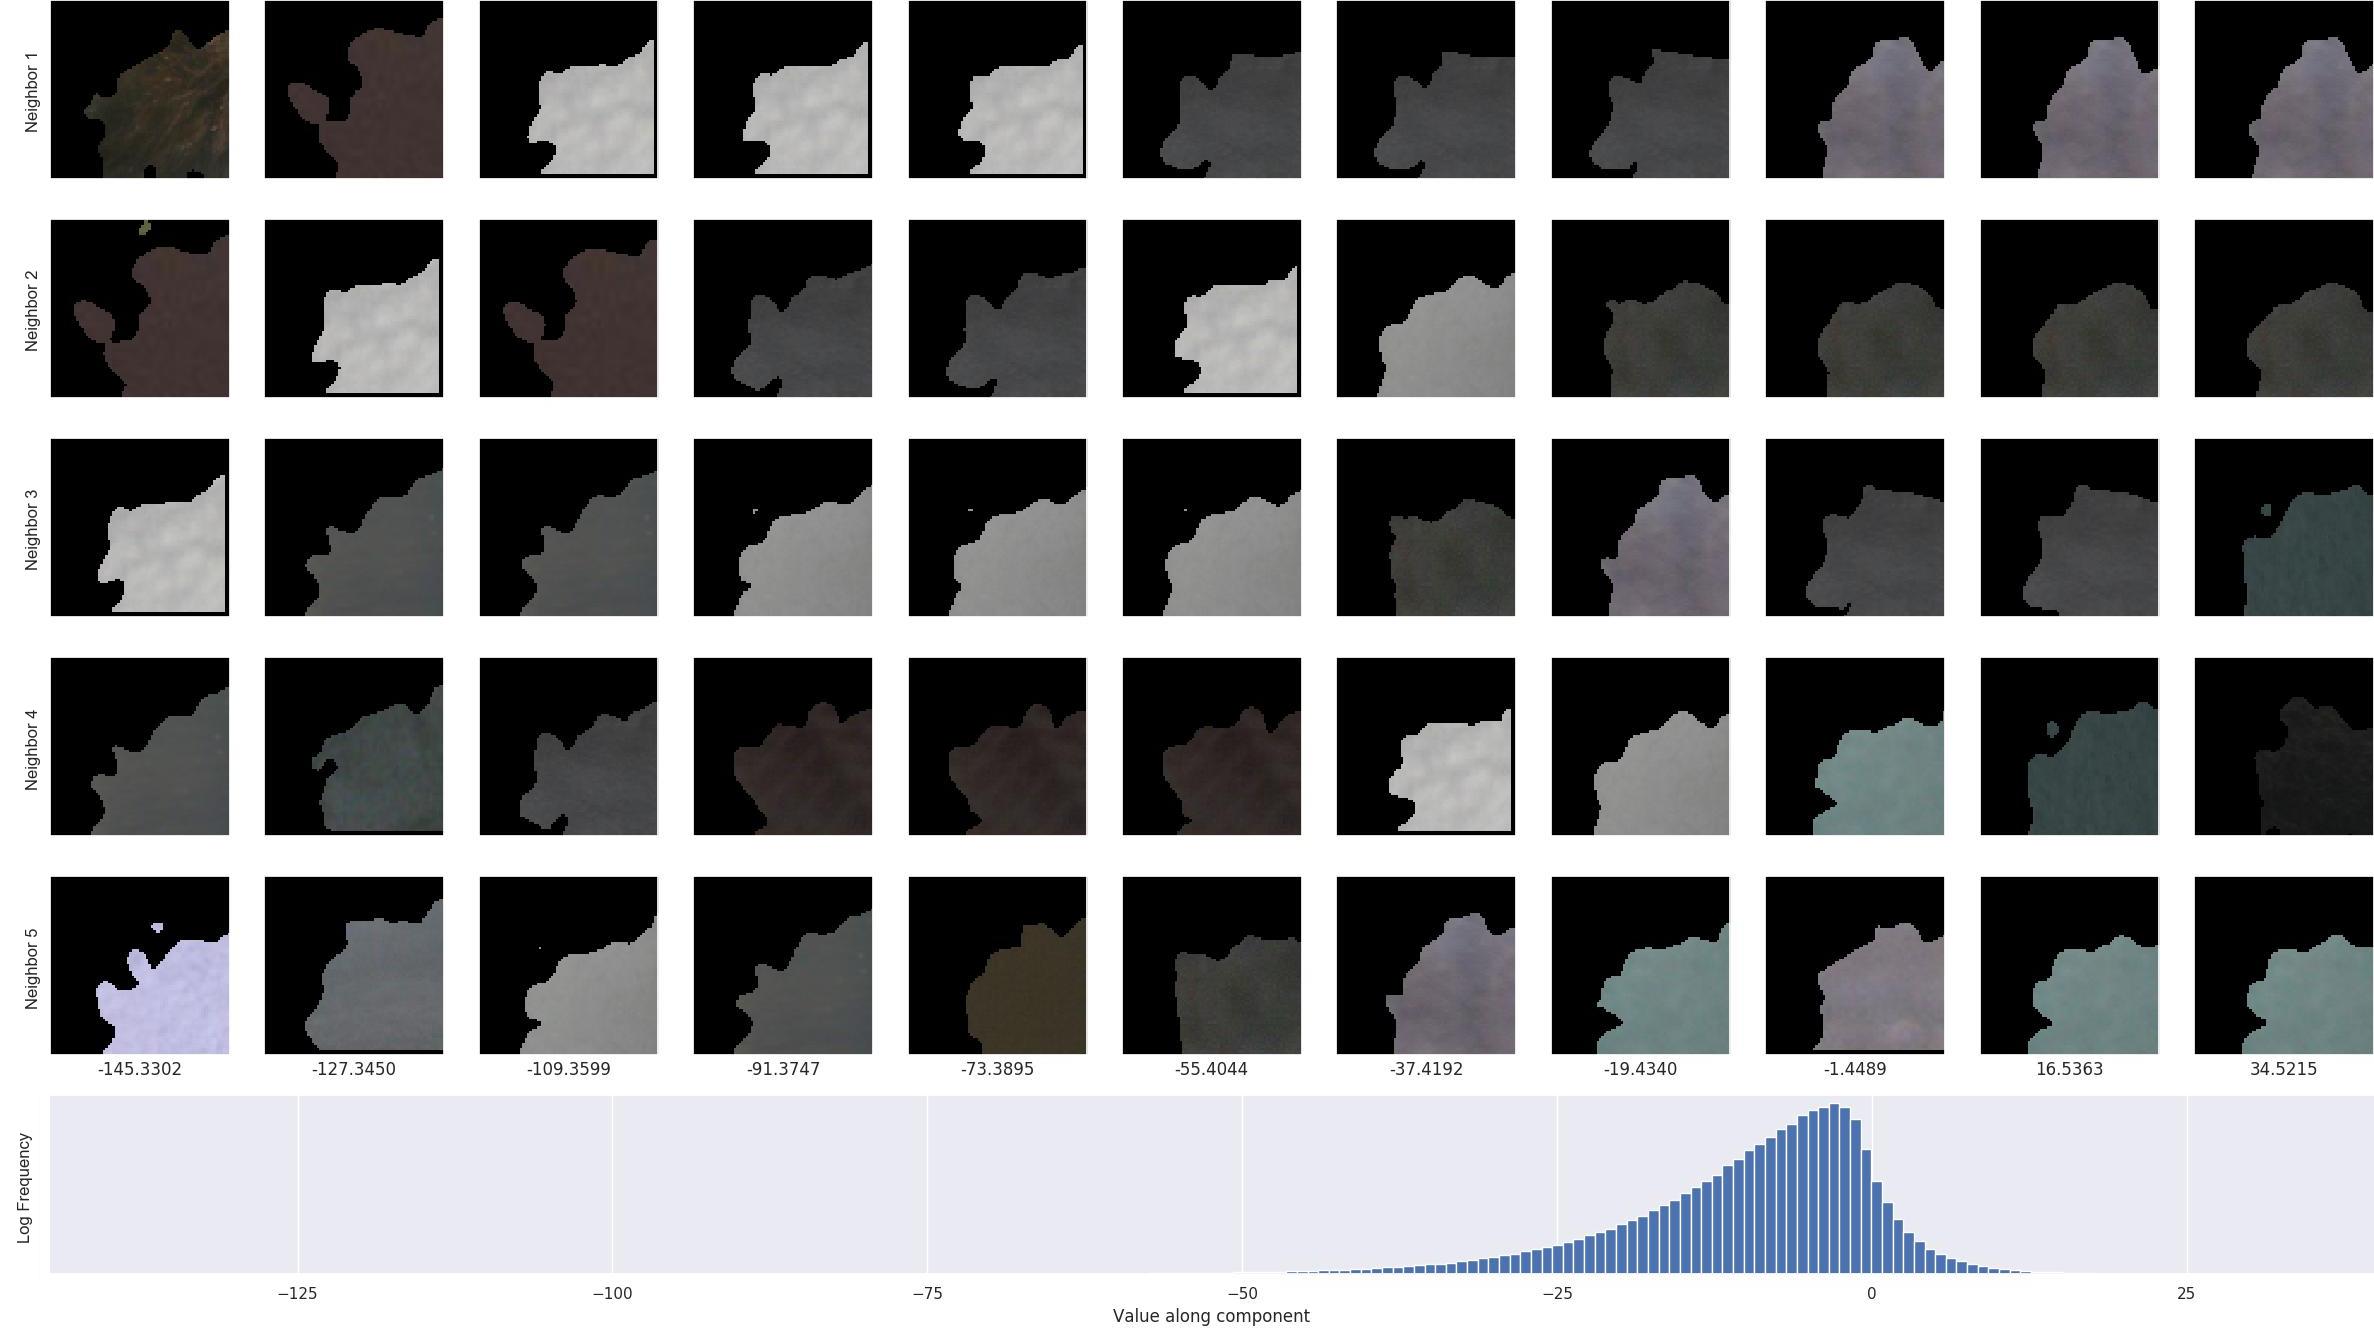 Neighbor 1
Neighbor 2
Neighbor 3
Neighbor 4
Neighbor 5
-145.3302 -127.3450 -109.3599 -91.3747 -73.3895 -55.4044 -37.4192 -19.4340 -1.4489 16.5363 34.5215
Log Frequency
−125 −100 −75 −50 −25 0 25
Value along component